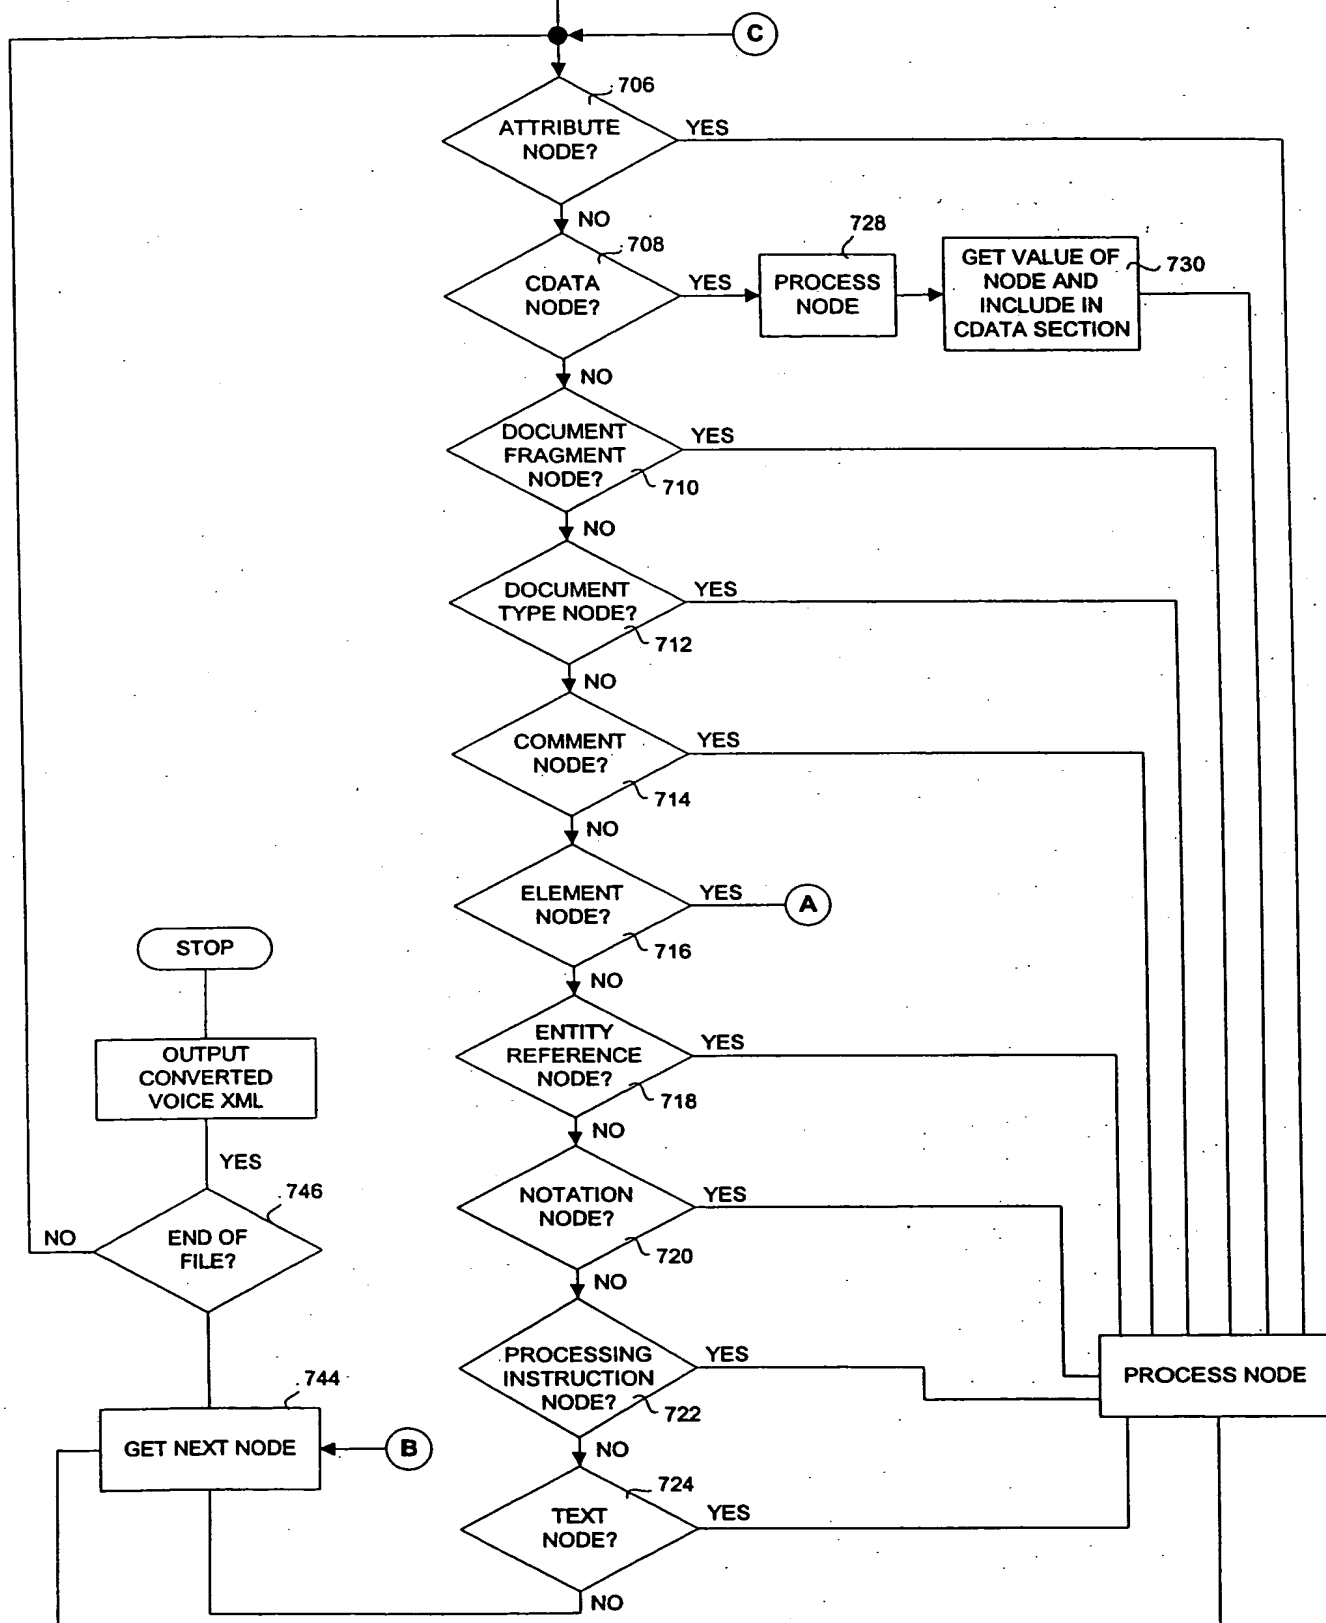 C
706
ATTRIBUTE
NODE?
YES
NO
708
CDATA
NODE?
YES
728
PROCESS
NODE
GET VALUE OF
NODE AND
INCLUDE IN
CDATA SECTION
730
NO
DOCUMENT
FRAGMENT
NODE?
YES
710
NO
DOCUMENT
TYPE NODE?
YES
712
NO
COMMENT
NODE?
YES
714
NO
ELEMENT
NODE?
YES
A
716
NO
STOP
OUTPUT
CONVERTED
VOICE XML
YES
ENTITY
REFERENCE
NODE?
YES
718
NO
746
END OF
FILE?
NO
NOTATION
NODE?
YES
720
NO
PROCESSING
INSTRUCTION
NODE?
YES
722
PROCESS NODE
NO
744
GET NEXT NODE
B
724
TEXT
NODE?
YES
NO